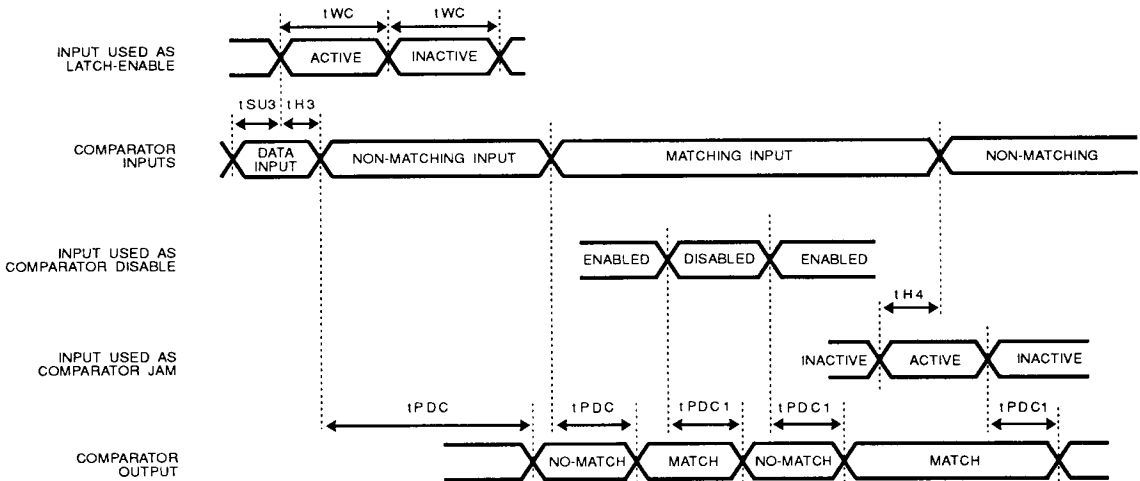 tWC tWC
INPUT USED AS
LATCH-ENABLE
ACTIVE INACTIVE
tSU3 tH3
COMPARATOR
INPUTS
DATA
INPUT
NON-MATCHING INPUT MATCHING INPUT NON-MATCHING
INPUT USED AS
COMPARATOR DISABLE
ENABLED DISABLED ENABLED
tH4
INPUT USED AS
COMPARATOR JAM
INACTIVE ACTIVE INACTIVE
tPDC tPDC tPDC1 tPDC1 tPDC1
COMPARATOR
OUTPUT
NO-MATCH MATCH NO-MATCH MATCH